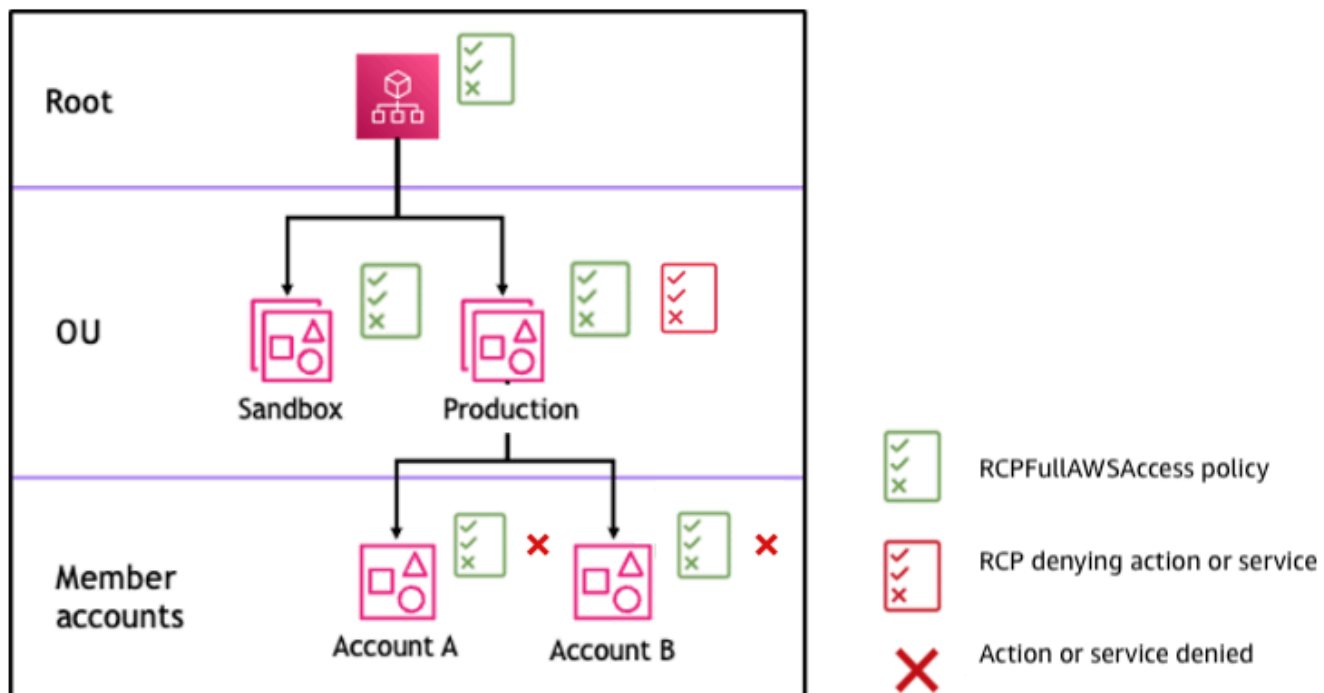 Root
OU
Sandbox
Production
Member
accounts
Account A
Account B
RCPFullAWSAccess policy
RCP denying action or service
Action or service denied